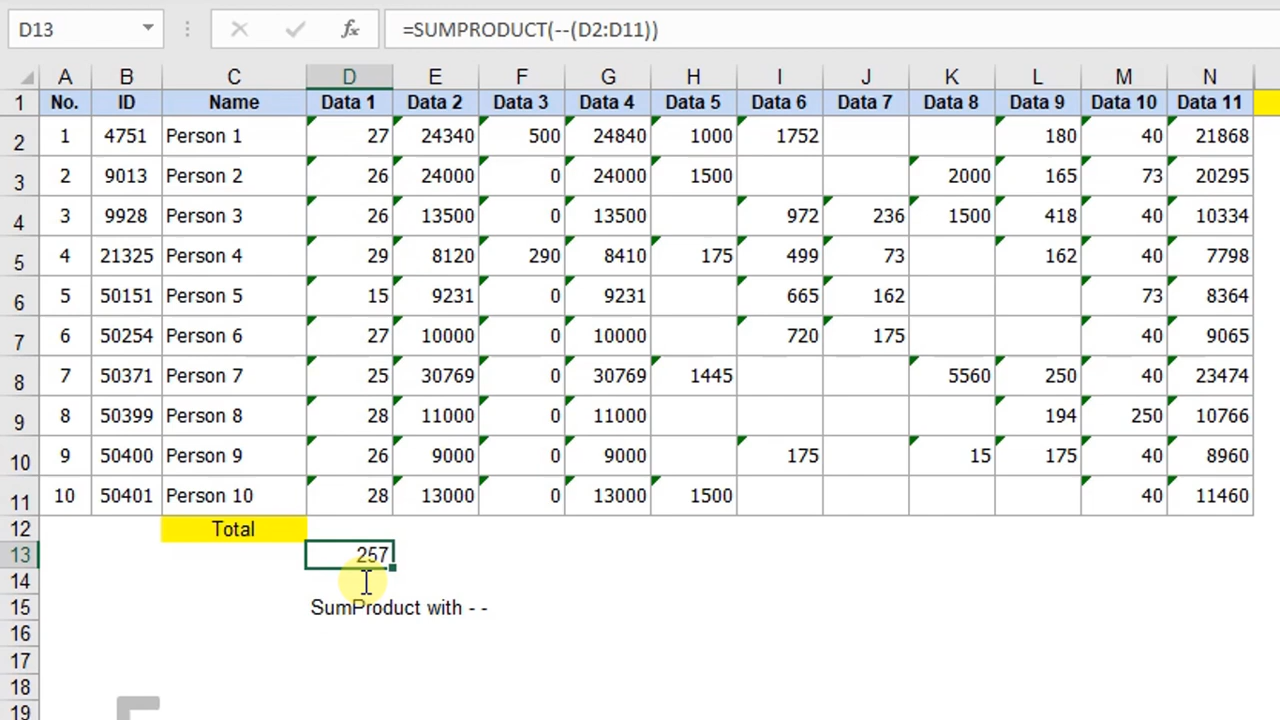 D13 fx =SUMPRODUCT(--(D2:D11))
A B C D E F G H I J K L M N
1 No. ID Name Data 1 Data 2 Data 3 Data 4 Data 5 Data 6 Data 7 Data 8 Data 9 Data 10 Data 11
2 1 4751 Person 1 27 24340 500 24840 1000 1752 180 40 21868
3 2 9013 Person 2 26 24000 0 24000 1500 2000 165 73 20295
4 3 9928 Person 3 26 13500 0 13500 972 236 1500 418 40 10334
5 4 21325 Person 4 29 8120 290 8410 175 499 73 162 40 7798
6 5 50151 Person 5 15 9231 0 9231 665 162 73 8364
7 6 50254 Person 6 27 10000 0 10000 720 175 40 9065
8 7 50371 Person 7 25 30769 0 30769 1445 5560 250 40 23474
9 8 50399 Person 8 28 11000 0 11000 194 250 10766
10 9 50400 Person 9 26 9000 0 9000 175 15 175 40 8960
11 10 50401 Person 10 28 13000 0 13000 1500 40 11460
12 Total
13 257
14
15 SumProduct with - -
16
17
18
19